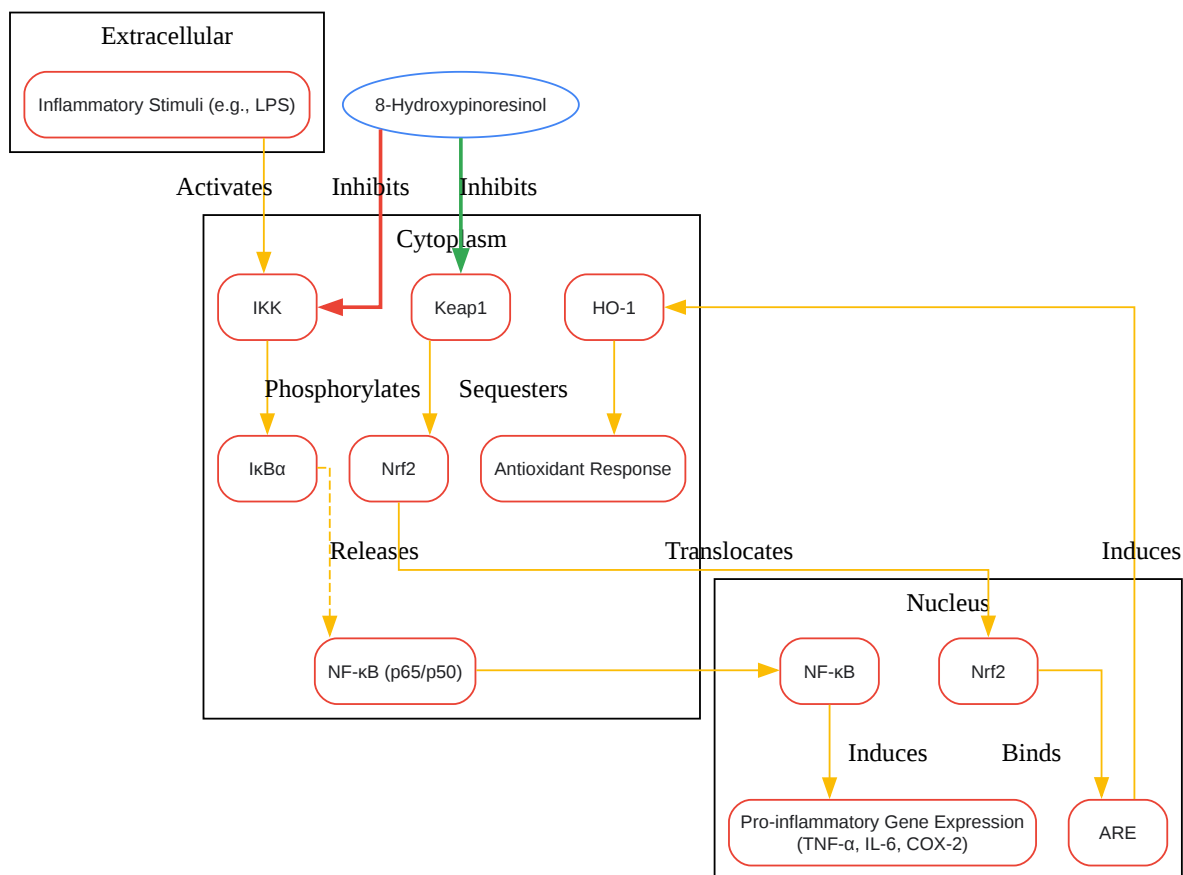 Extracellular
Inflammatory Stimuli (e.g., LPS)
8-Hydroxypinoresinol
Activates
Inhibits
Inhibits
Cytoplasm
IKK
Keap1
HO-1
Phosphorylates
Sequesters
IκBα
Nrf2
Antioxidant Response
Releases
Translocates
Induces
Nucleus
NF-κB (p65/p50)
NF-κB
Nrf2
Induces
Binds
Pro-inflammatory Gene Expression
(TNF-α, IL-6, COX-2)
ARE